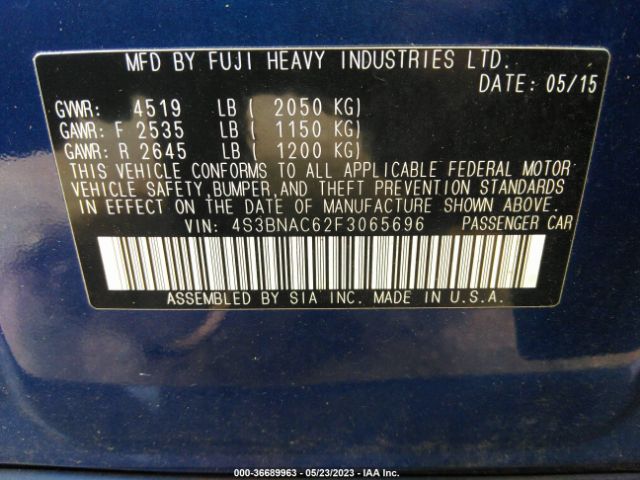 MFD BY FUJI HEAVY INDUSTRIES LTD.
DATE: 05/15
GVWR: 4519 LB ( 2050 KG)
GAWR: F 2535 LB ( 1150 KG)
GAWR: R 2645 LB ( 1200 KG)
THIS VEHICLE CONFORMS TO ALL APPLICABLE FEDERAL MOTOR
VEHICLE SAFETY,BUMPER,AND THEFT PREVENTION STANDARDS
IN EFFECT ON THE DATE OF MANUFACTURE SHOWN ABOVE.
VIN: 4S3BNAC62F3065696 PASSENGER CAR
ASSEMBLED BY SIA INC. MADE IN U.S.A.
© - 36689963 - 05/23/2023 - IAA Inc.